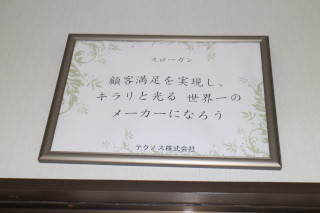 スローガン
顧客満足を実現し、
キラリと光る 世界一の
メーカーになろう
テクノス株式会社